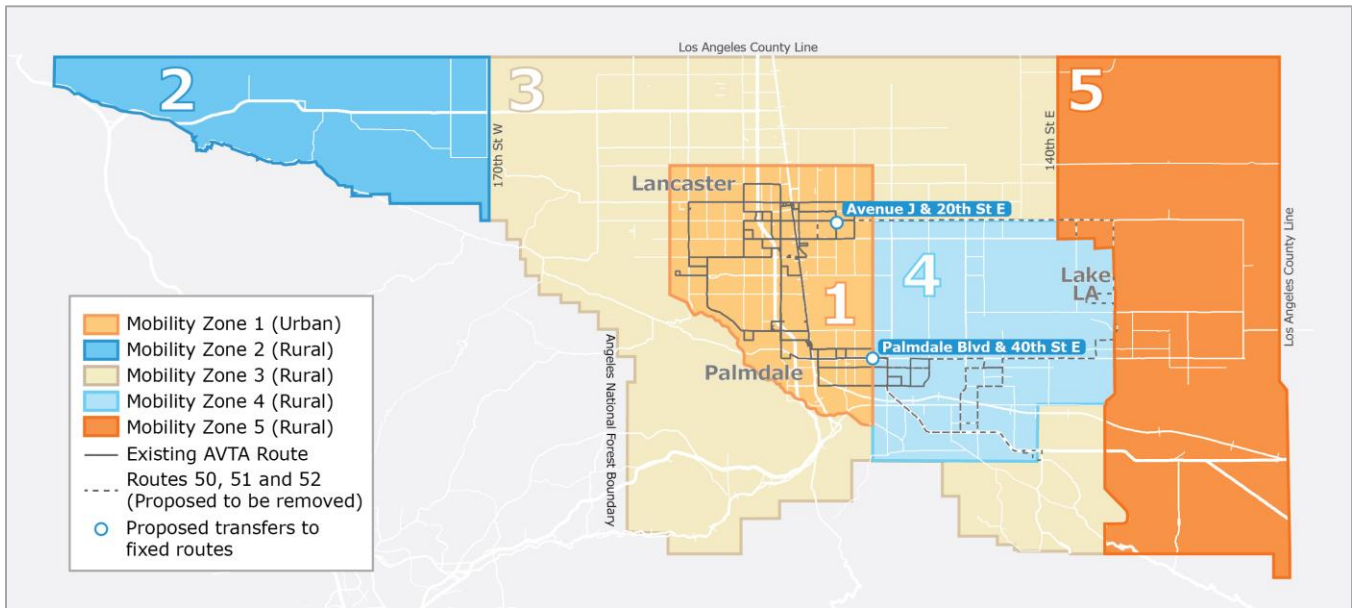 Los Angeles County Line
2
3
5
170th St W
140th St E
Lancaster
Avenue J & 20th St E
4
Lake
LA
1
Los Angeles County Line
Palmdale Blvd & 40th St E
Palmdale
Angeles National Forest Boundary
Mobility Zone 1 (Urban)
Mobility Zone 2 (Rural)
Mobility Zone 3 (Rural)
Mobility Zone 4 (Rural)
Mobility Zone 5 (Rural)
Existing AVTA Route
Routes 50, 51 and 52
(Proposed to be removed)
Proposed transfers to
fixed routes